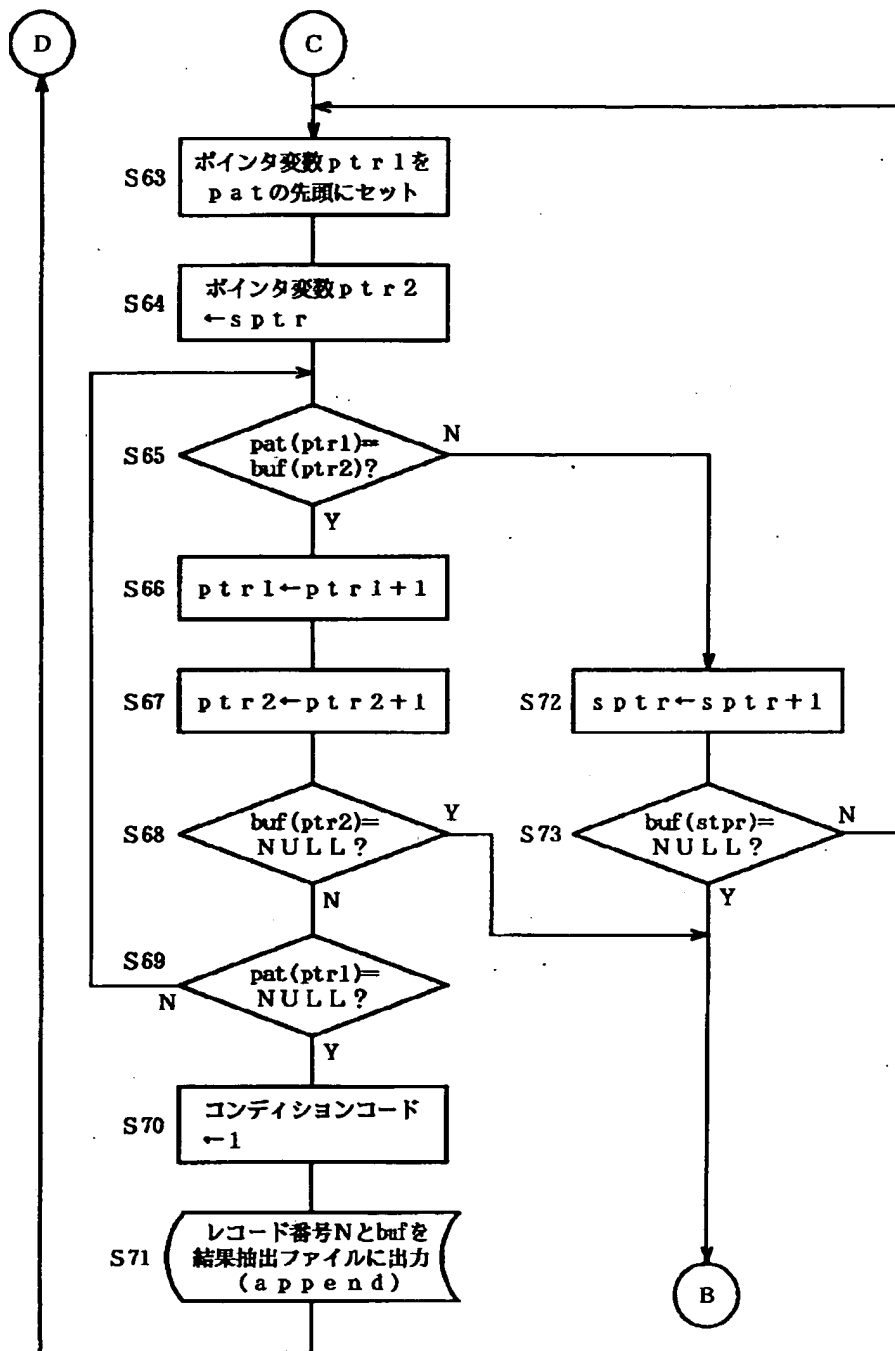 D
C
S63
ポインタ変数ptr1を
patの先頭にセット
S64
ポインタ変数ptr2
←sptr
S65
pat(ptr1)=
buf(ptr2)?
N
Y
S66
ptr1←ptr1+1
S67
ptr2←ptr2+1
S72
sptr←sptr+1
S68
buf(ptr2)=
NULL?
Y
N
S73
buf(stpr)=
NULL?
N
Y
S69
pat(ptr1)=
NULL?
N
Y
S70
コンディションコード
←1
S71
レコード番号Nとbufを
結果抽出ファイルに出力
(append)
B